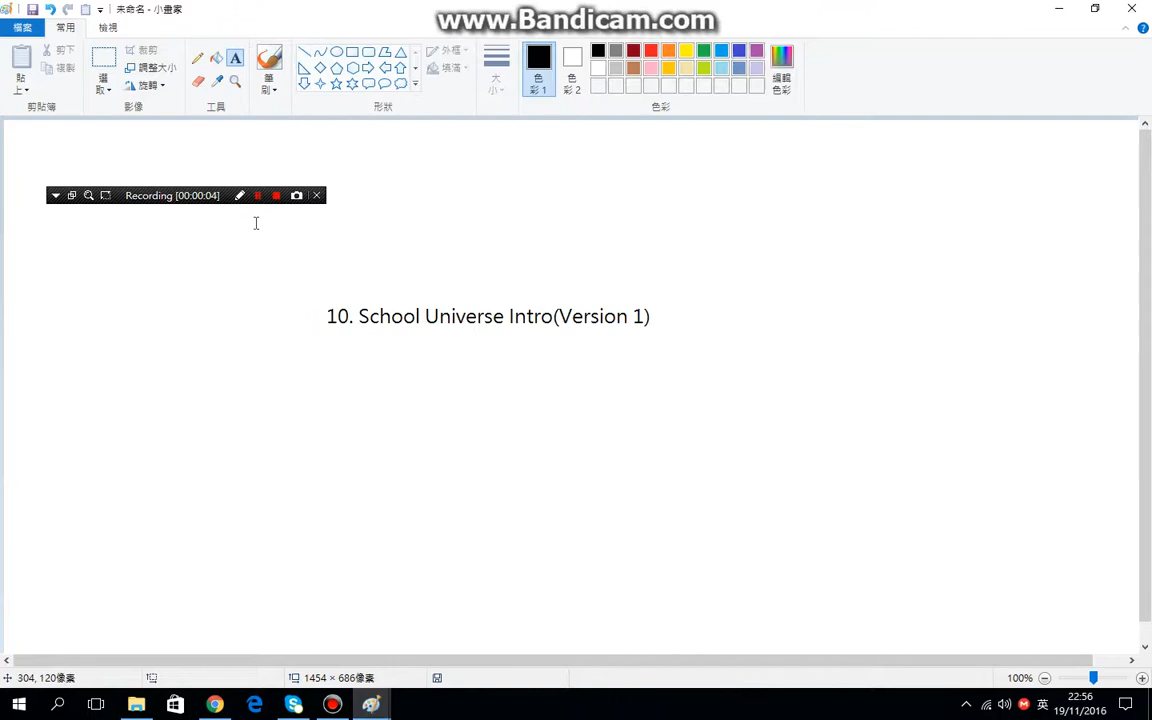 www.Bandicam.com
未命名 - 小畫家
檔案 常用 檢視
貼上
剪下
複製
剪貼簿
選取
裁剪
調整大小
旋轉
影像
A
工具
筆刷
形狀
外框
填滿
大小
色彩 1
色彩 2
編輯色彩
色彩
Recording [00:00:04]
10. School Universe Intro(Version 1)
304, 120像素
1454 × 686像素
100%
英
22:56
19/11/2016